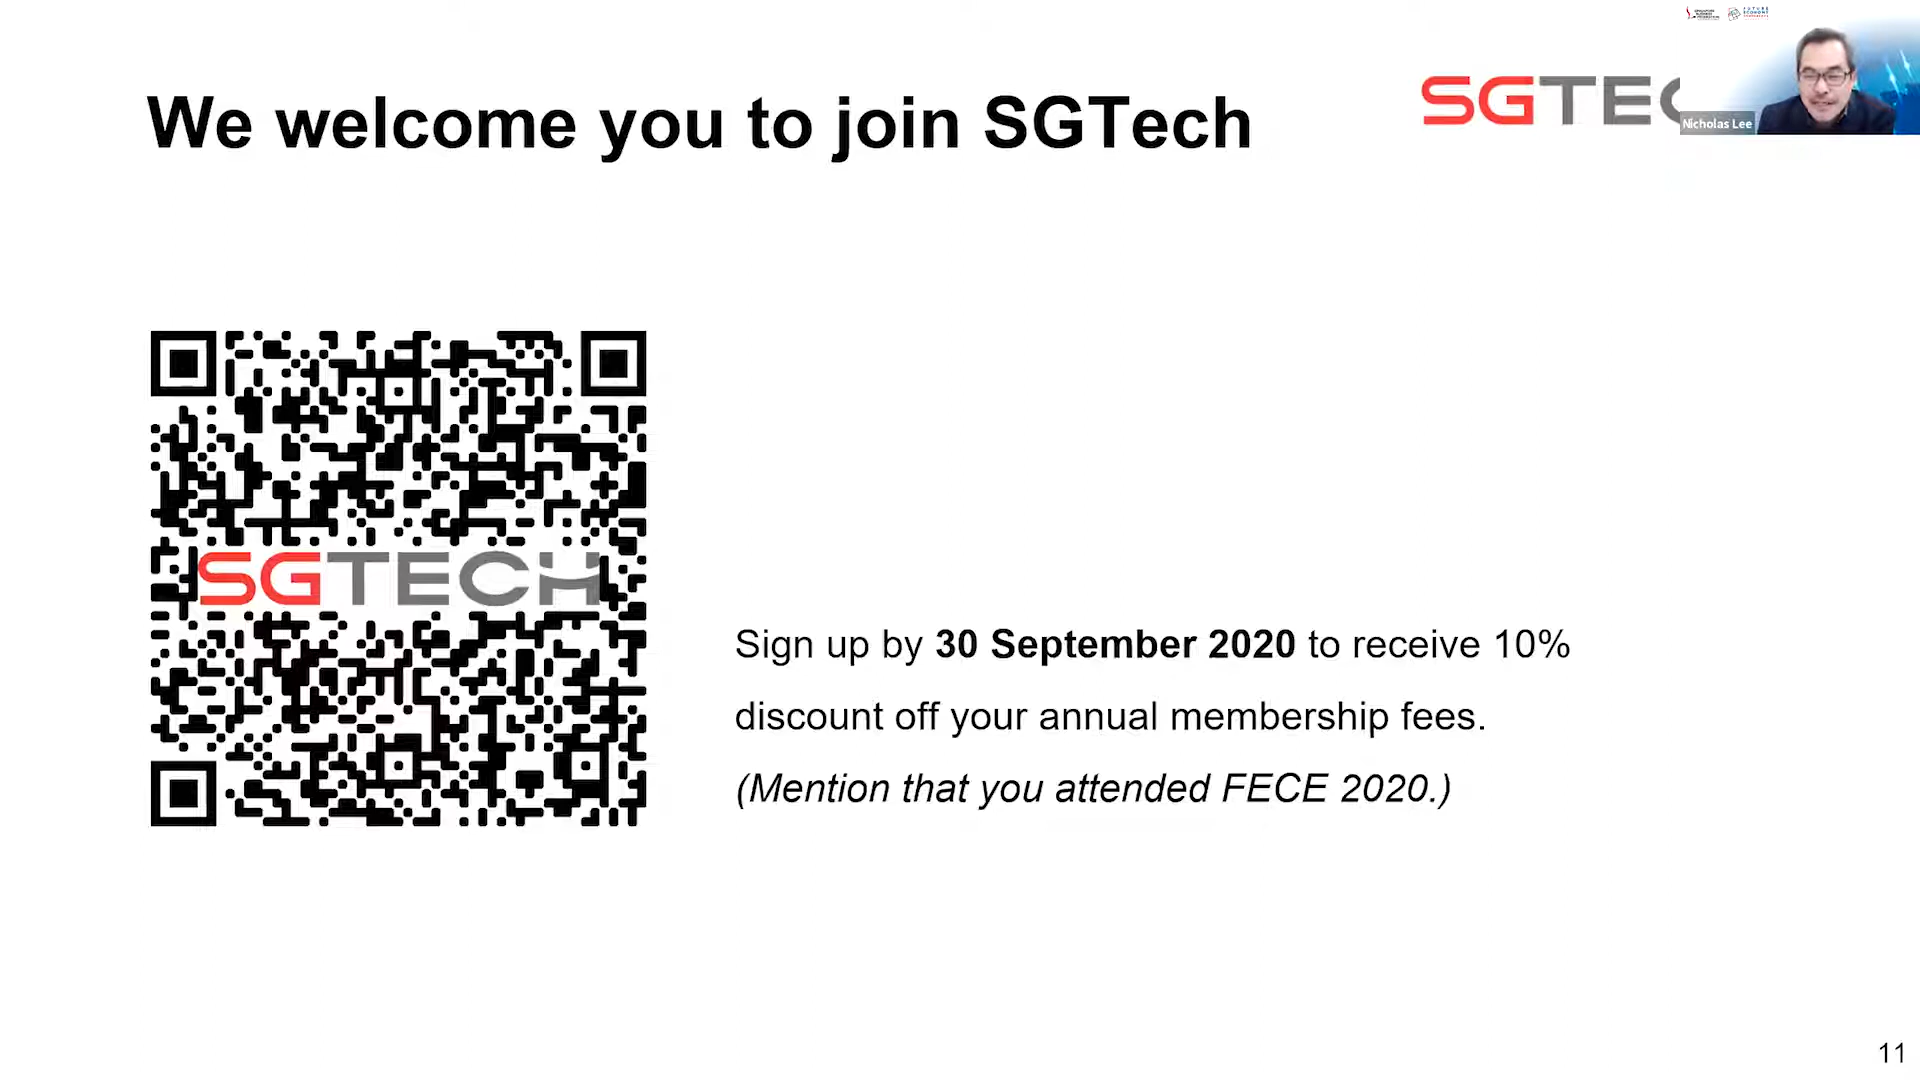 We welcome you to join SGTech
SGTEC
Nicholas Lee
SGTECH
Sign up by 30 September 2020 to receive 10%
discount off your annual membership fees.
(Mention that you attended FECE 2020.)
11